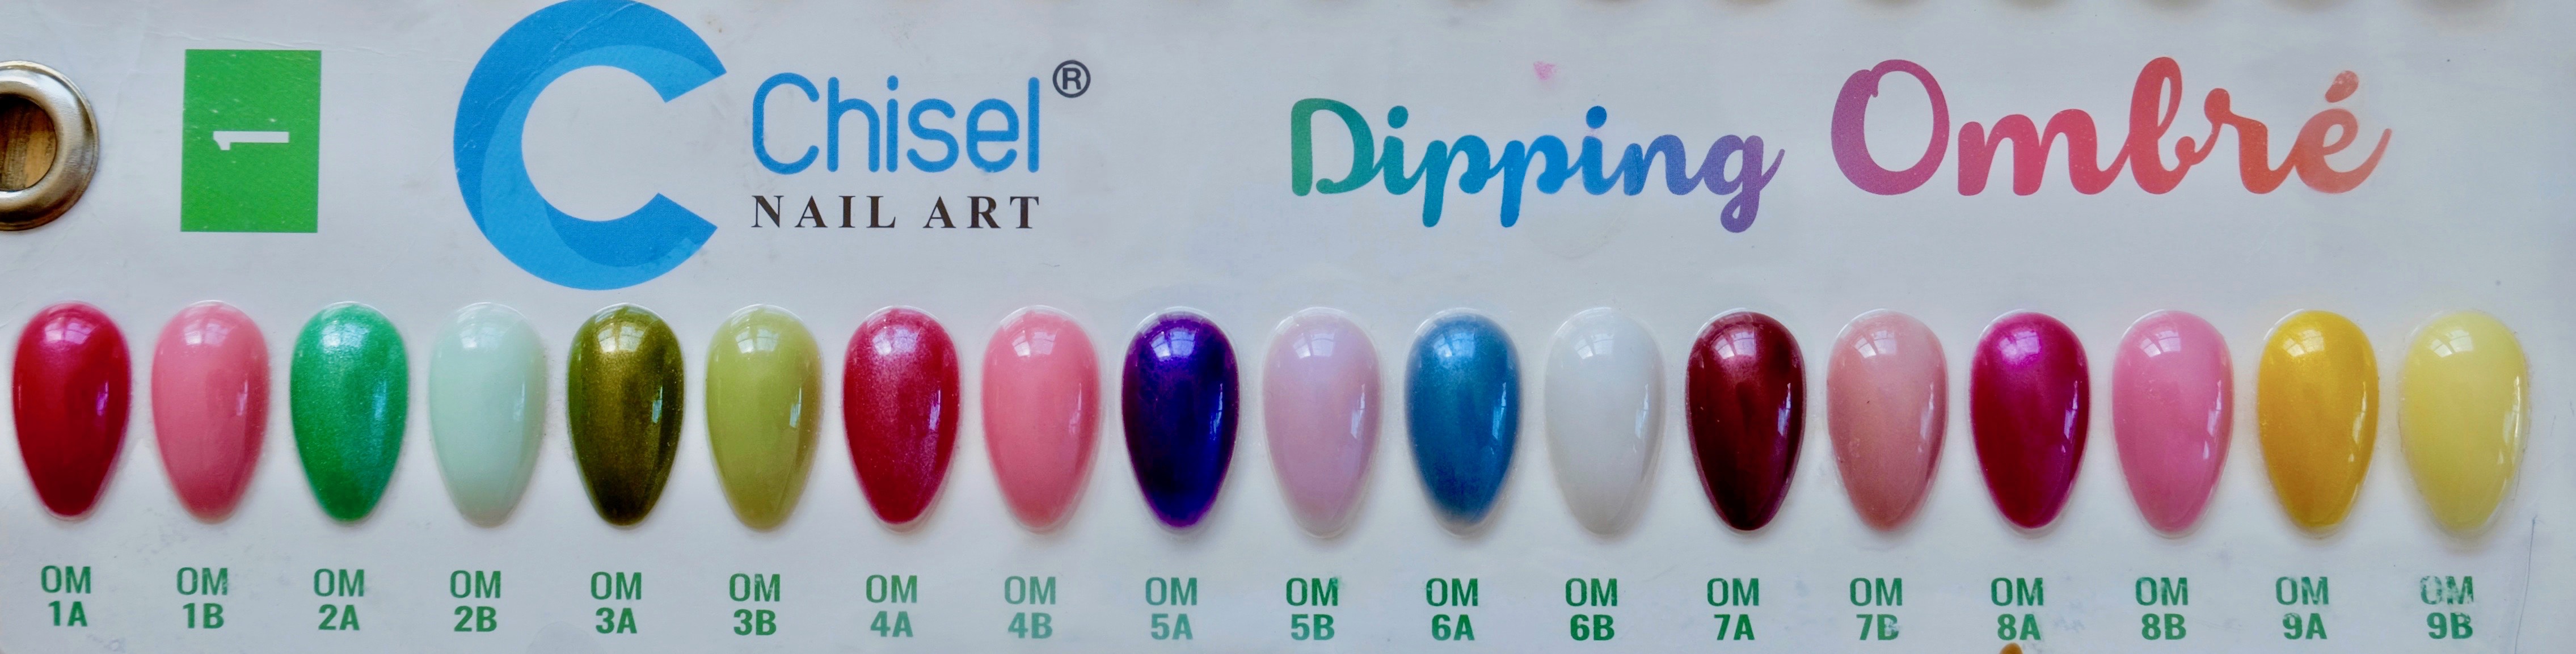 1
Chisel®
NAIL ART
Dipping Ombré
OM 1A
OM 1B
OM 2A
OM 2B
OM 3A
OM 3B
OM 4A
OM 4B
OM 5A
OM 5B
OM 6A
OM 6B
OM 7A
OM 7B
OM 8A
OM 8B
OM 9A
OM 9B